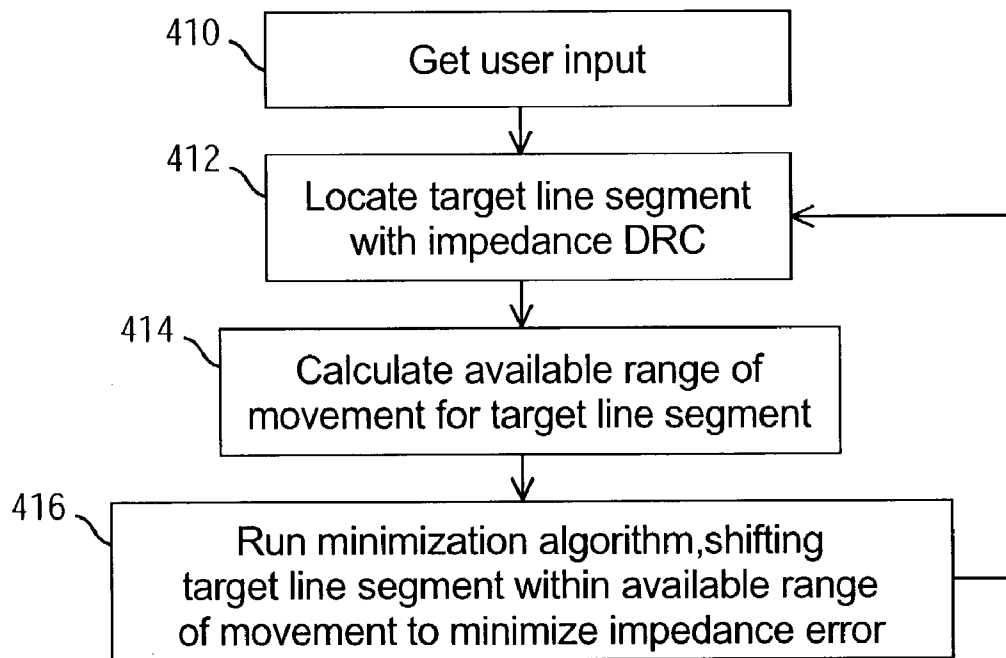 410
Get user input
412
Locate target line segment
with impedance DRC
414
Calculate available range of
movement for target line segment
416
Run minimization algorithm,shifting
target line segment within available range
of movement to minimize impedance error